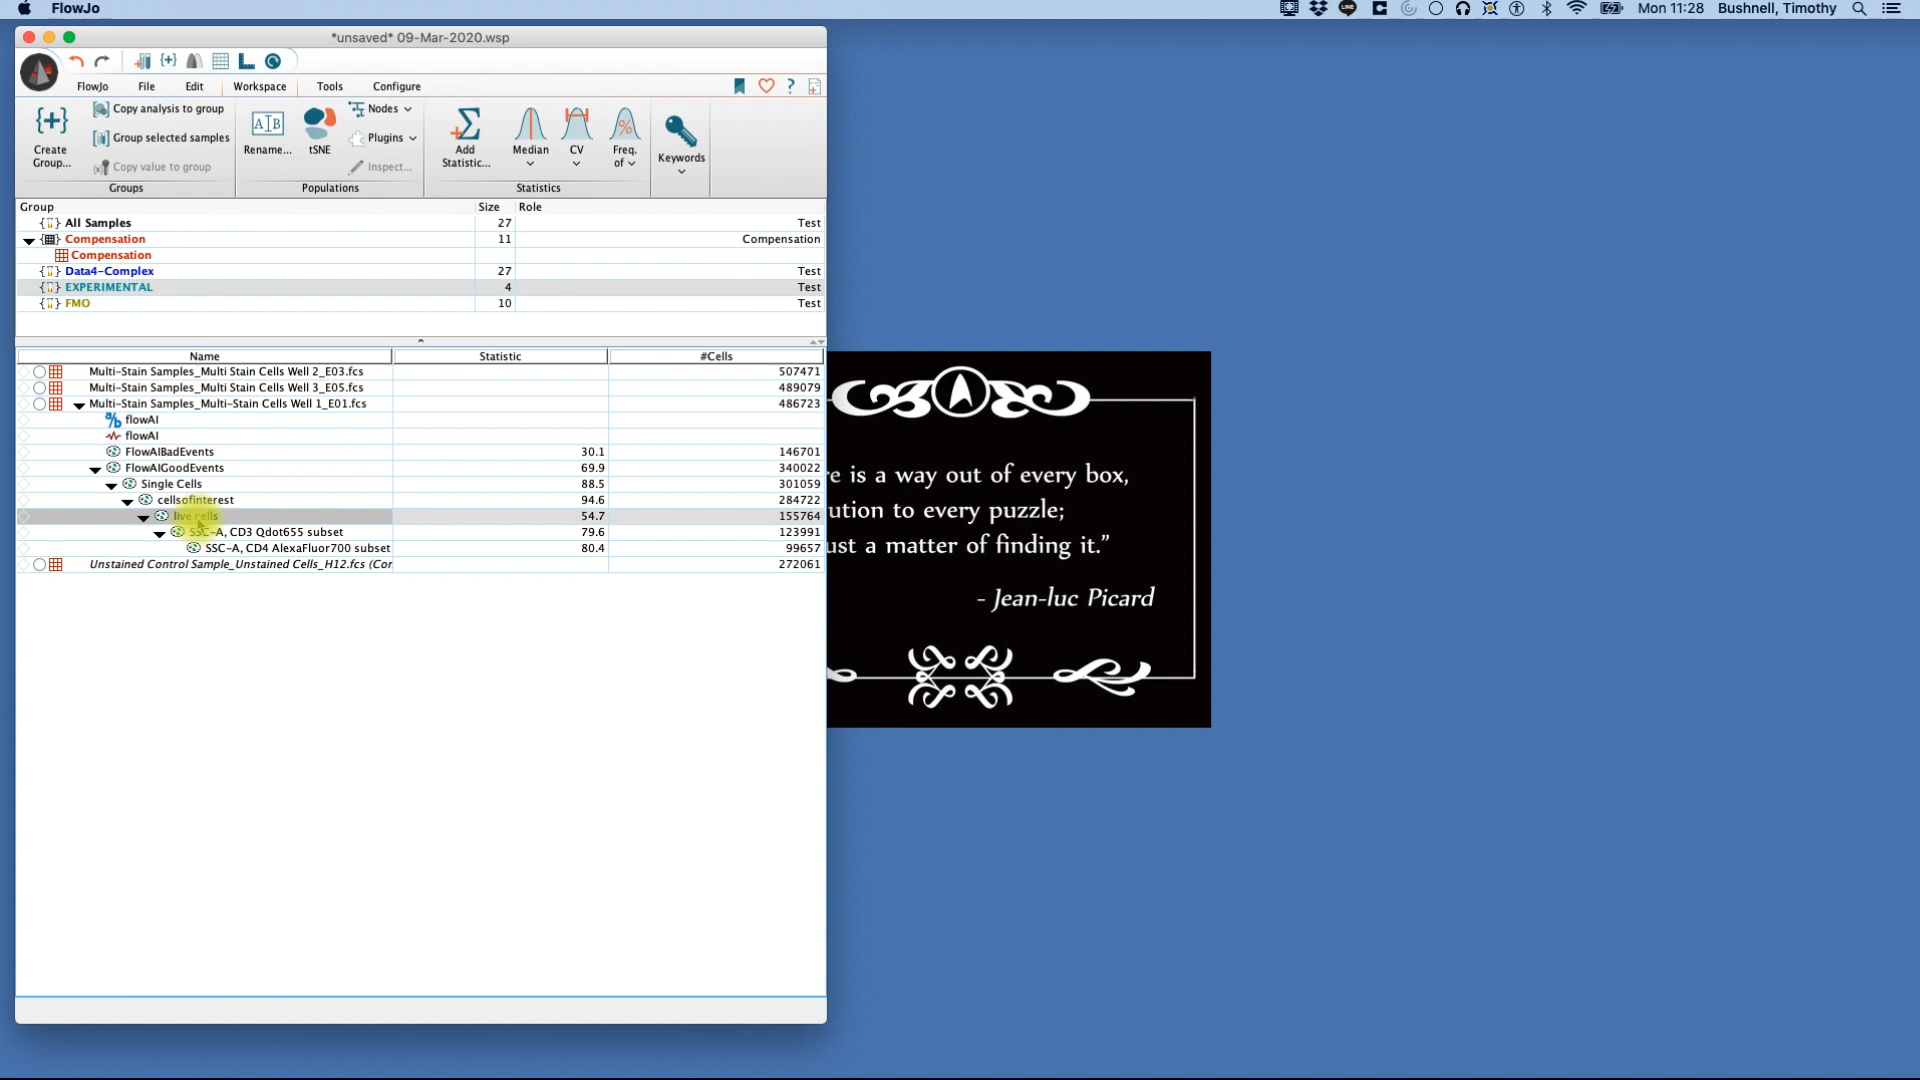 FlowJo
Mon 11:28 Bushnell, Timothy
*unsaved* 09-Mar-2020.wsp
FlowJo File Edit Workspace Tools Configure
Create Group...
Copy analysis to group
Group selected samples
Copy value to group
Groups
Rename...
tSNE
Nodes
Plugins
Inspect...
Populations
Add Statistic...
Median
CV
Freq. of
Statistics
Keywords
Group Size Role
All Samples 27 Test
Compensation 11 Compensation
Compensation
Data4-Complex 27 Test
EXPERIMENTAL 4 Test
FMO 10 Test
Name Statistic #Cells
Multi-Stain Samples_Multi Stain Cells Well 2_E03.fcs 507471
Multi-Stain Samples_Multi Stain Cells Well 3_E05.fcs 489079
Multi-Stain Samples_Multi-Stain Cells Well 1_E01.fcs 486723
flowAI
flowAI
FlowAIBadEvents 30.1 146701
FlowAIGoodEvents 69.9 340022
Single Cells 88.5 301059
cellsofinterest 94.6 284722
live cells 54.7 155764
SSC-A, CD3 Qdot655 subset 79.6 123991
SSC-A, CD4 AlexaFluor700 subset 80.4 99657
Unstained Control Sample_Unstained Cells_H12.fcs (Cor 272061
re is a way out of every box,
ution to every puzzle;
ust a matter of finding it.”
- Jean-luc Picard